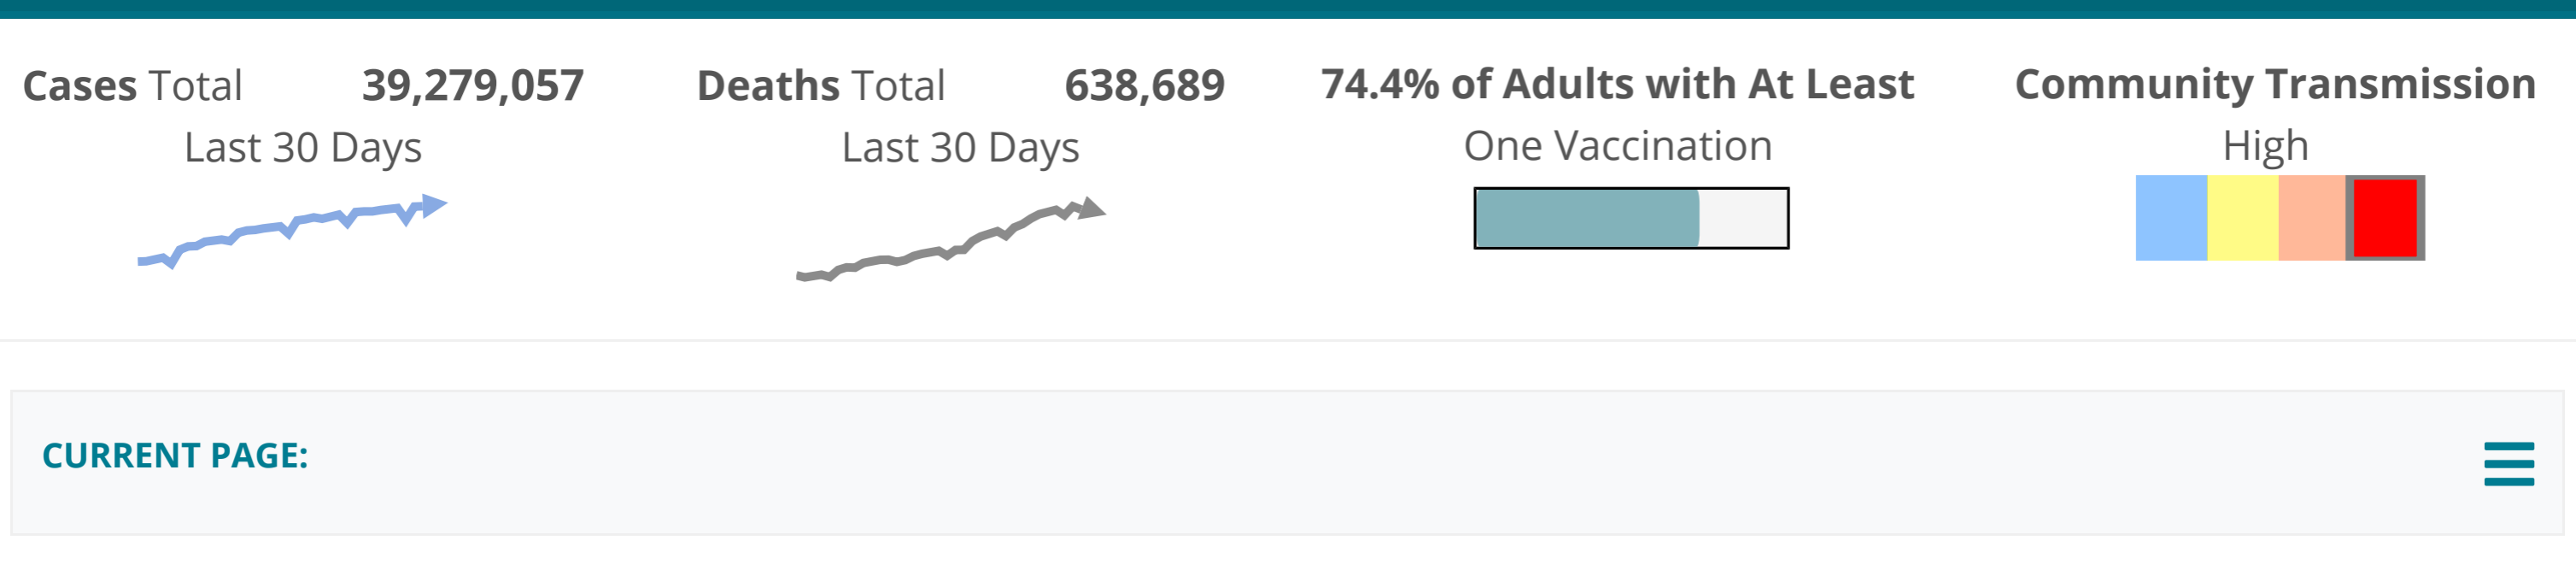 Cases Total 39,279,057
Last 30 Days
Deaths Total 638,689
Last 30 Days
74.4% of Adults with At Least
One Vaccination
Community Transmission
High
CURRENT PAGE: